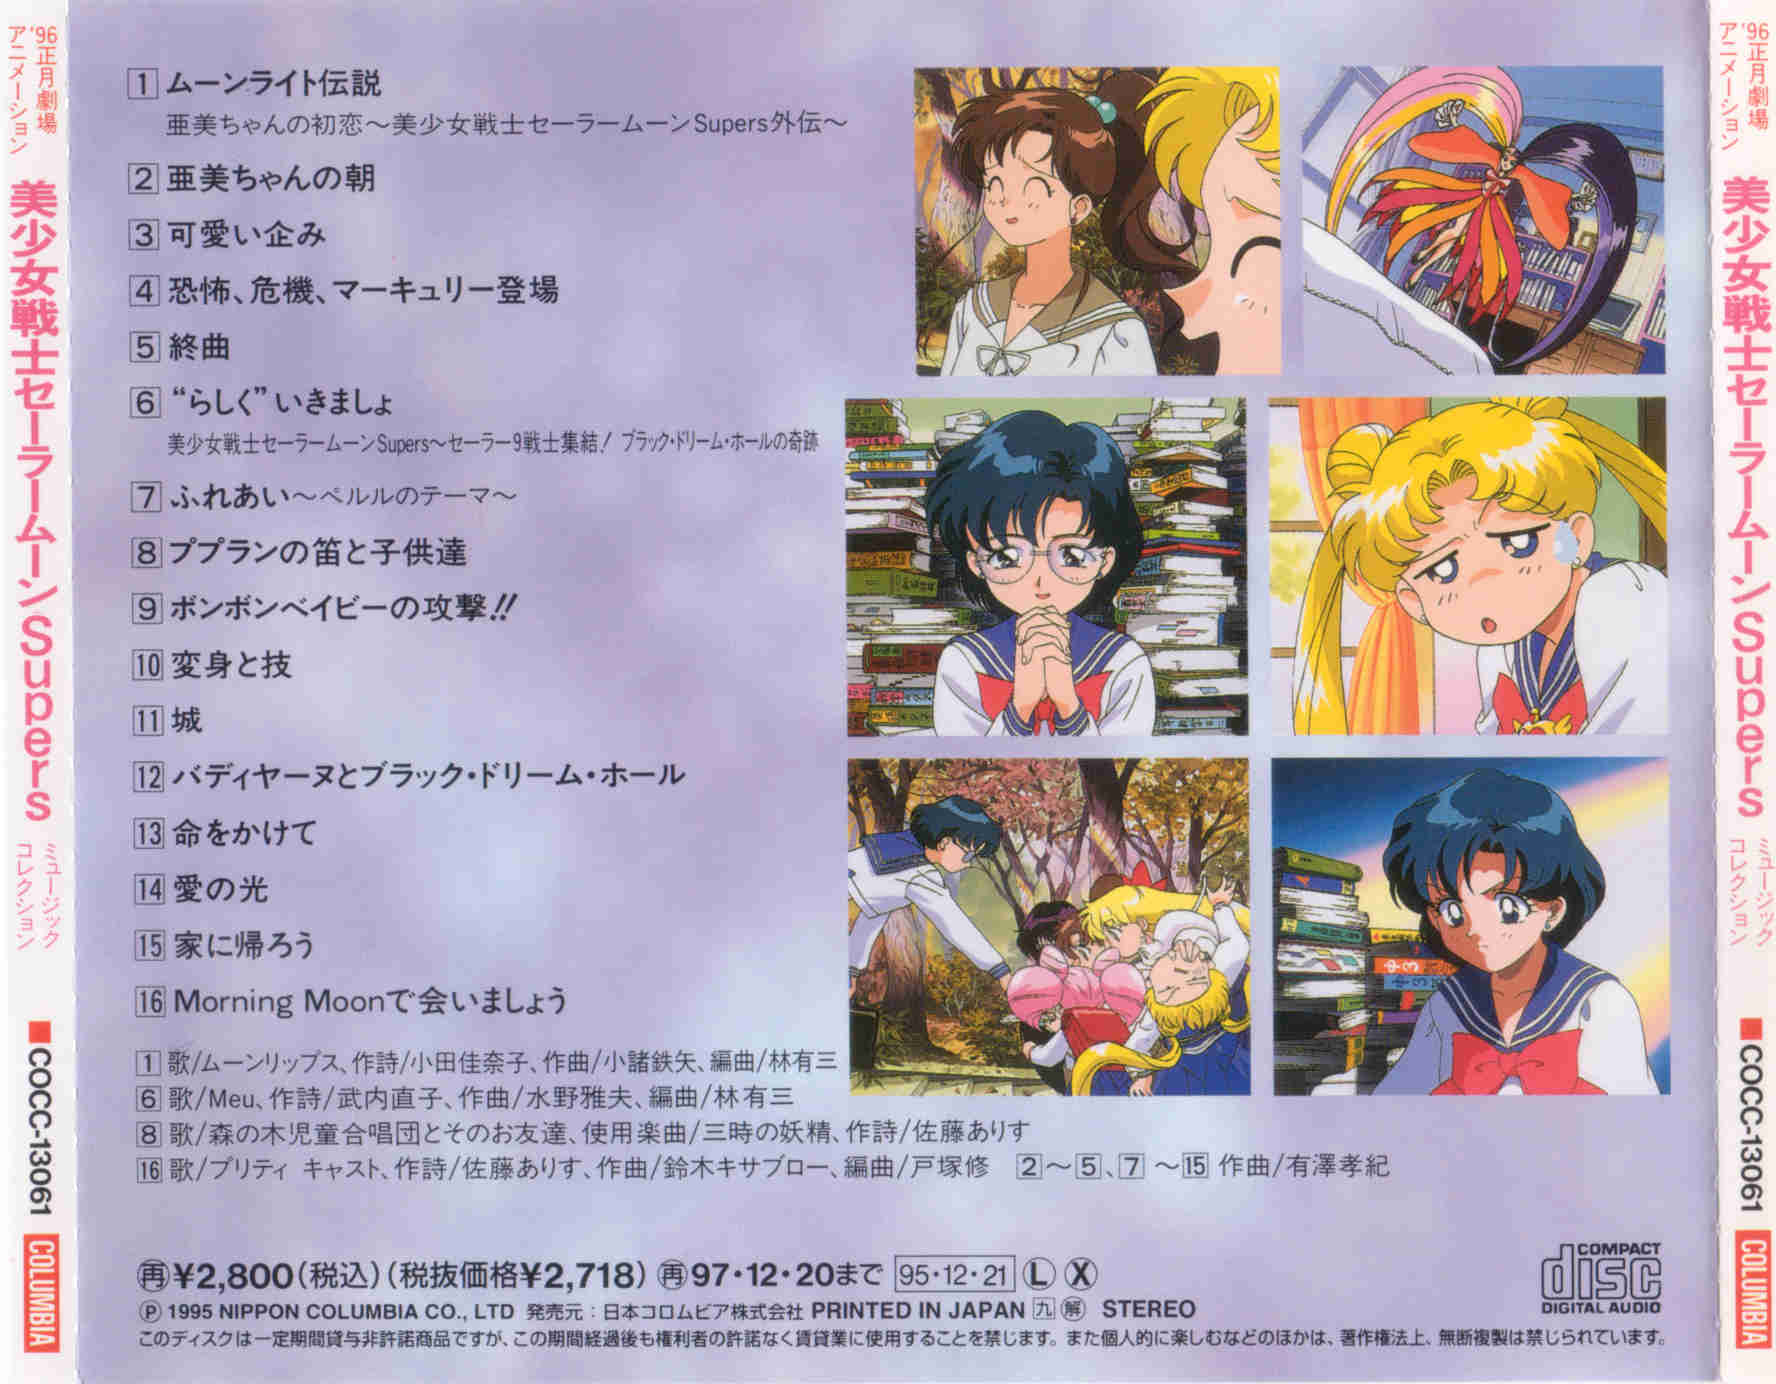 '96正月劇場
アニメーション
美少女戦士セーラームーンSupers
ミュージック
コレクション
COCC-13061
COLUMBIA
1 ムーンライト伝説
亜美ちゃんの初恋～美少女戦士セーラームーンSupers外伝～
2 亜美ちゃんの朝
3 可愛い企み
4 恐怖、危機、マーキュリー登場
5 終曲
6 “らしく”いきましょ
美少女戦士セーラームーンSupers～セーラー9戦士集結！ ブラック・ドリーム・ホールの奇跡
7 ふれあい～ペルルのテーマ～
8 ププランの笛と子供達
9 ボンボンベイビーの攻撃!!
10 変身と技
11 城
12 バディヤーヌとブラック・ドリーム・ホール
13 命をかけて
14 愛の光
15 家に帰ろう
16 Morning Moonで会いましょう
1 歌/ムーンリップス、作詩/小田佳奈子、作曲/小諸鉄矢、編曲/林有三
6 歌/Meu、作詩/武内直子、作曲/水野雅夫、編曲/林有三
8 歌/森の木児童合唱団とそのお友達、使用楽曲/三時の妖精、作詩/佐藤ありす
16 歌/プリティ キャスト、作詩/佐藤ありす、作曲/鈴木キサブロー、編曲/戸塚修 2～5、7～15 作曲/有澤孝紀
中3
中3
再¥2,800(税込)(税抜価格¥2,718) 再97・12・20まで 95・12・21 L X
COMPACT
disc
DIGITAL AUDIO
Ⓟ 1995 NIPPON COLUMBIA CO., LTD 発売元：日本コロムビア株式会社 PRINTED IN JAPAN 九 解 STEREO
このディスクは一定期間貸与非許諾商品ですが、この期間経過後も権利者の許諾なく賃貸業に使用することを禁じます。また個人的に楽しむなどのほかは、著作権法上、無断複製は禁じられています。
'96正月劇場
アニメーション
美少女戦士セーラームーンSupers
ミュージック
コレクション
COCC-13061
COLUMBIA